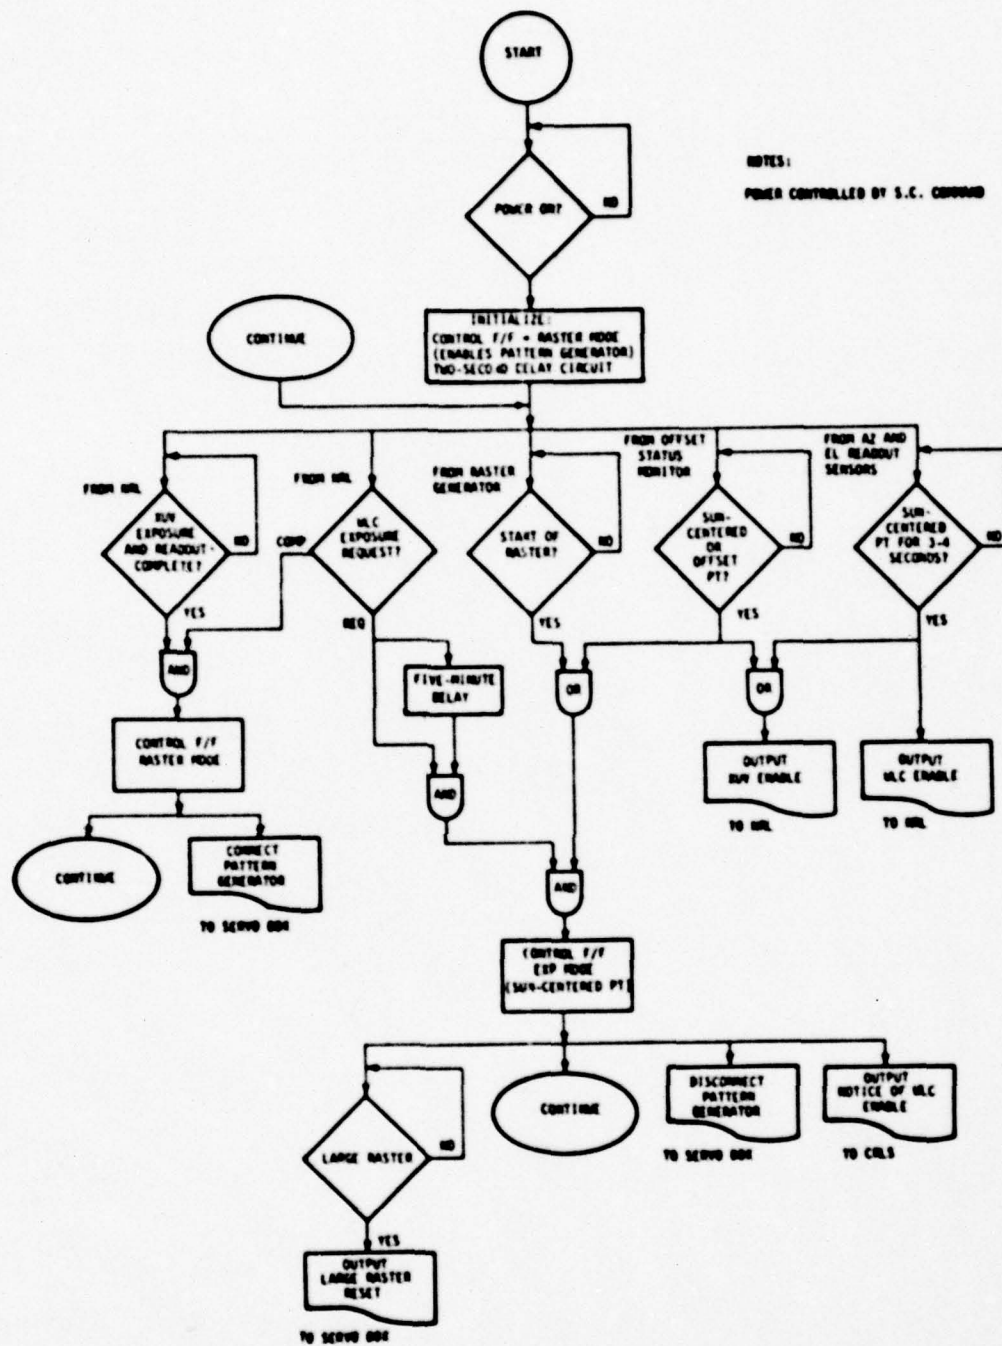 START
NOTES:
POWER CONTROLLED BY S.C. COMMAND
POWER ON?
NO
INITIALIZE:
CONTROL F/F = RASTER MODE
(ENABLES PATTERN GENERATOR)
TWO-SECOND DELAY CIRCUIT
CONTINUE
FROM NRL
XUV
EXPOSURE
AND READOUT-
COMPLETE?
NO
YES
FROM NRL
WLC
EXPOSURE
REQUEST?
COMP
REQ
FROM RASTER
GENERATOR
START OF
RASTER?
NO
YES
FROM OFFSET
STATUS
MONITOR
SUN-
CENTERED
OR
OFFSET
PT?
NO
YES
FROM AZ AND
EL READOUT
SENSORS
SUN-
CENTERED
PT FOR 3-4
SECONDS?
NO
YES
AND
FIVE-MINUTE
DELAY
OR
OR
CONTROL F/F
RASTER MODE
AND
OUTPUT
XUV ENABLE
TO NRL
OUTPUT
WLC ENABLE
TO NRL
CONTINUE
CONNECT
PATTERN
GENERATOR
TO SERVO
AND
CONTROL F/F
EXP MODE
(SUN-CENTERED PT)
LARGE RASTER
NO
YES
CONTINUE
DISCONNECT
PATTERN
GENERATOR
TO SERVO
OUTPUT
NOTICE OF WLC
ENABLE
TO CRLS
OUTPUT
LARGE RASTER
RESET
TO SERVO